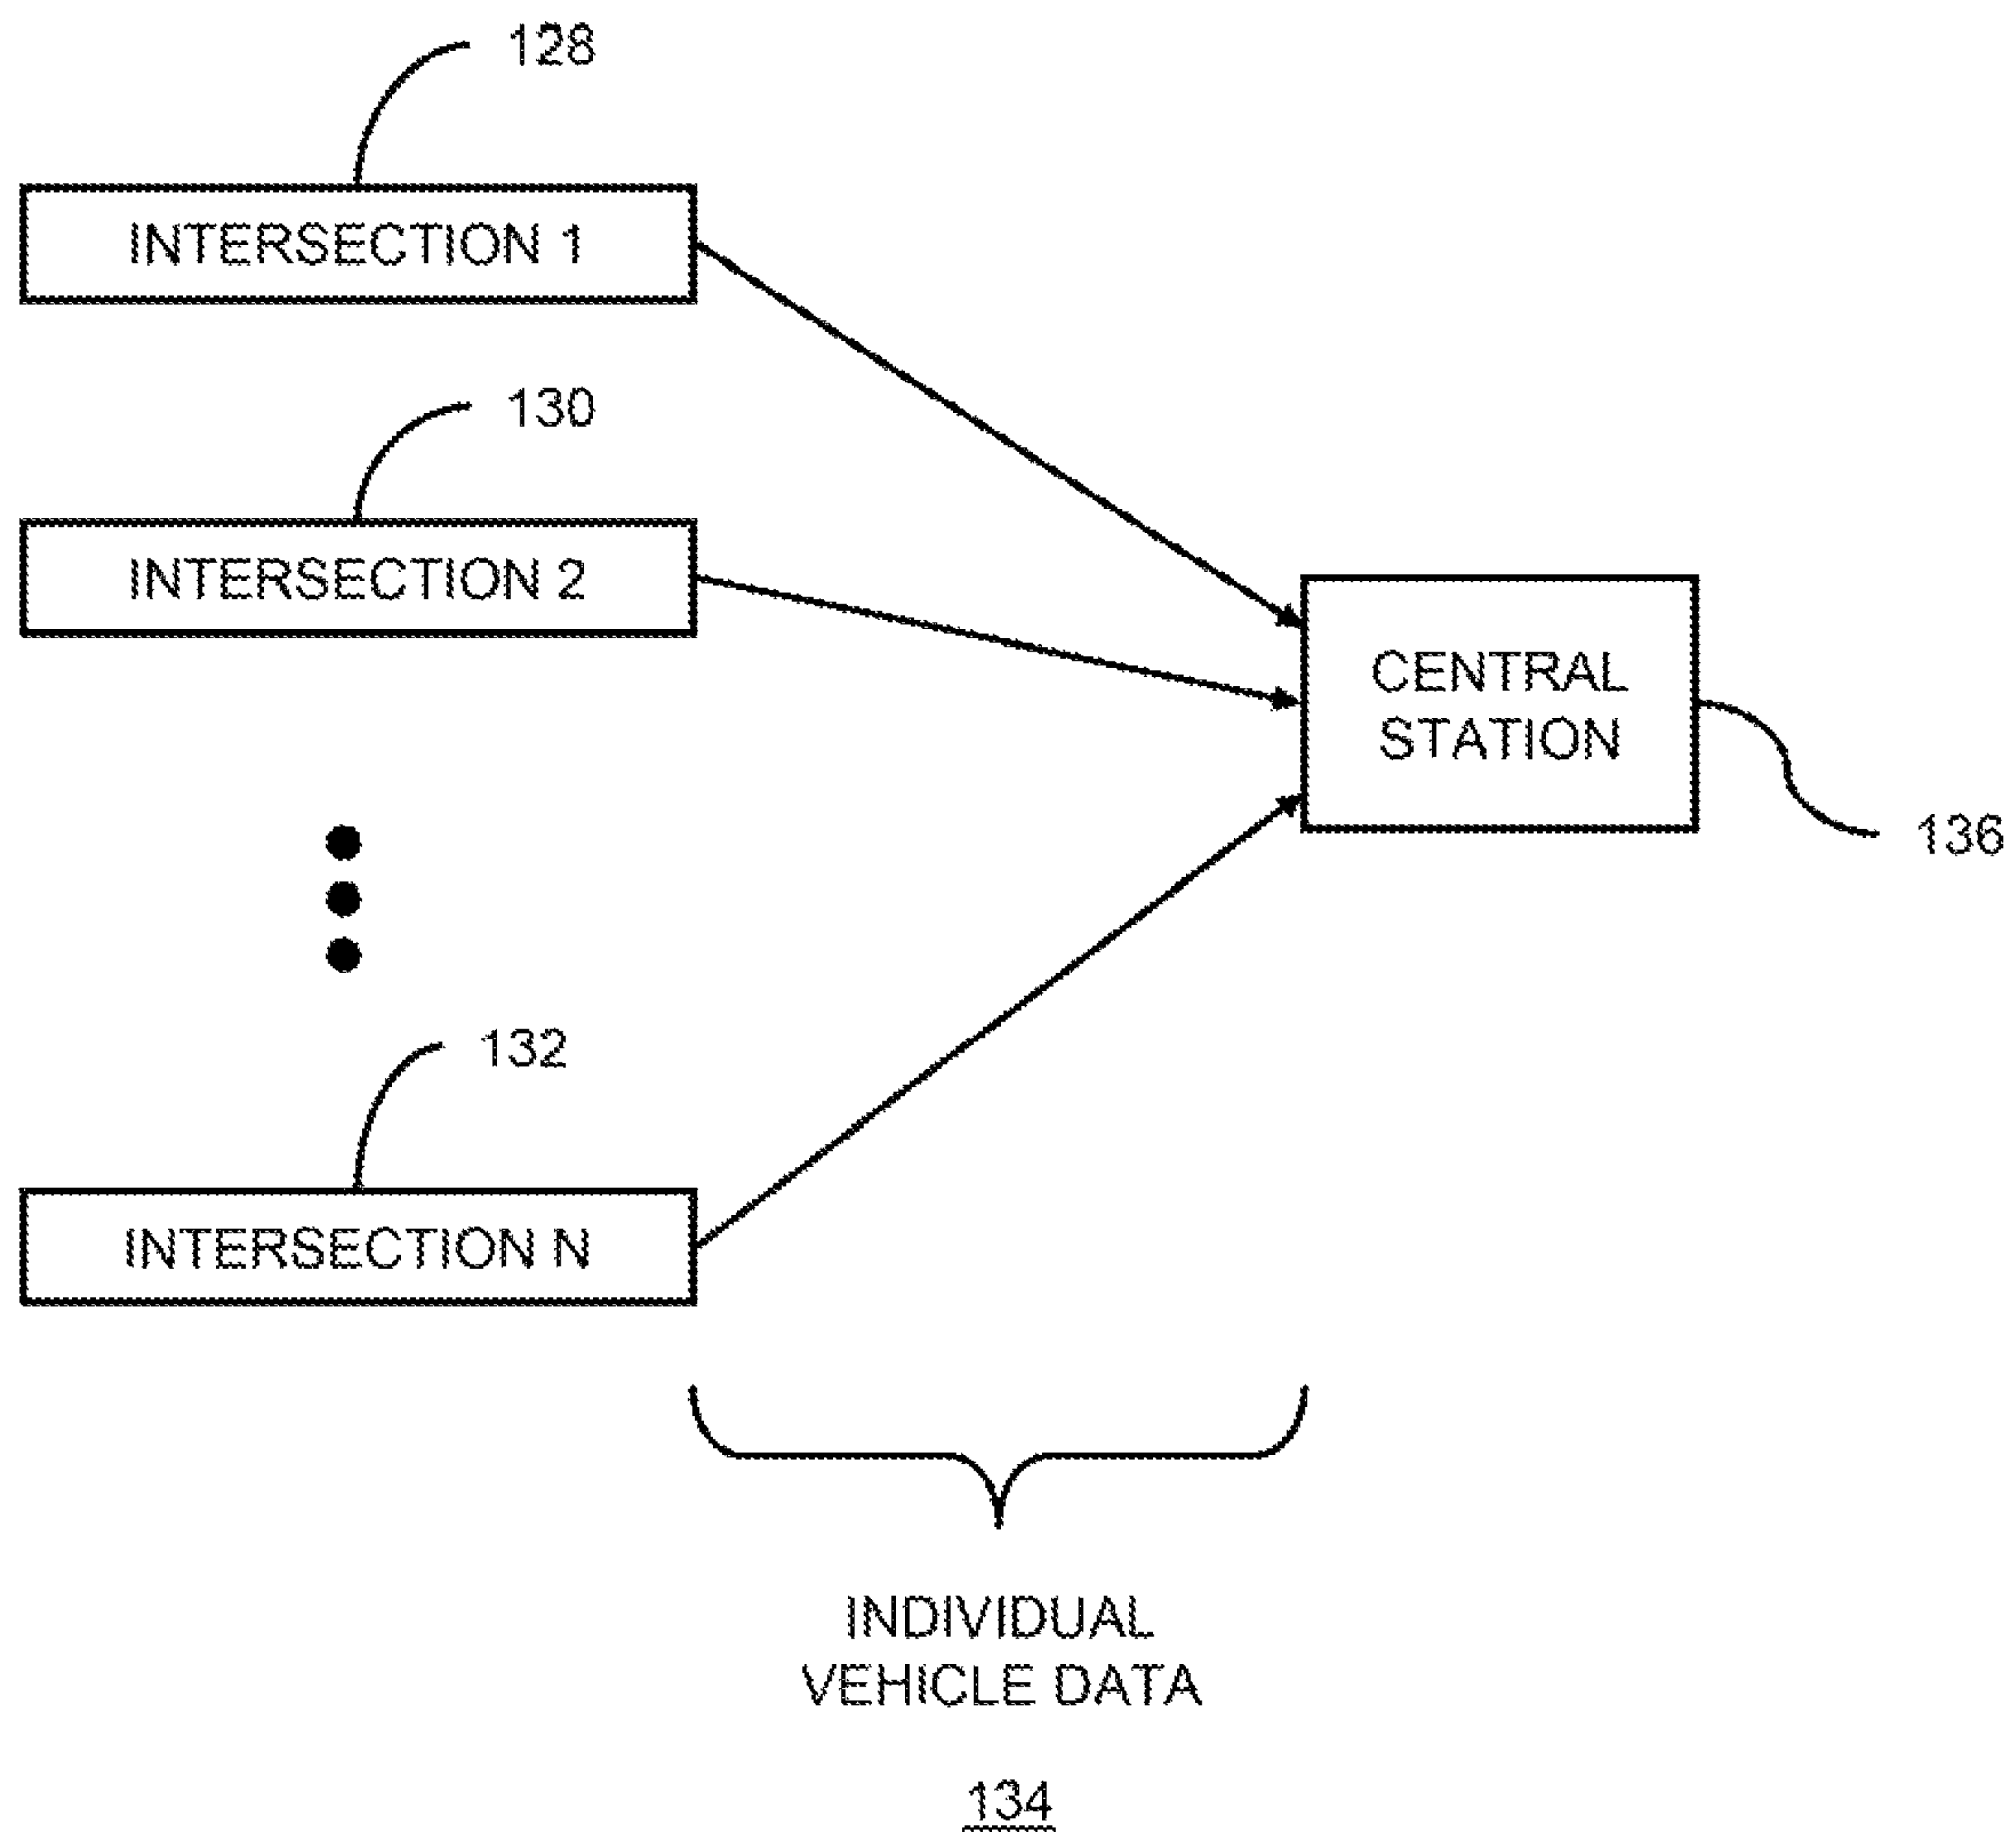 128
INTERSECTION 1
130
INTERSECTION 2
CENTRAL
STATION
136
132
INTERSECTION N
INDIVIDUAL
VEHICLE DATA
134